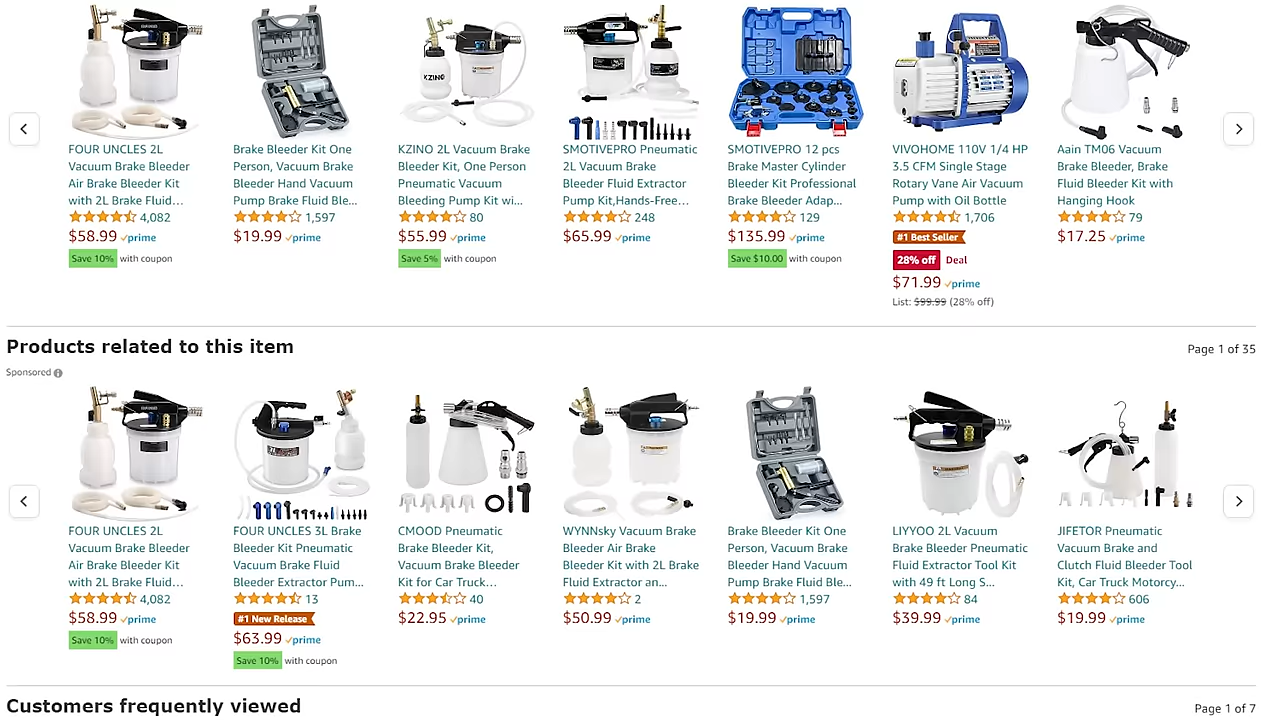 FOUR UNCLES 2L
Vacuum Brake Bleeder
Air Brake Bleeder Kit
with 2L Brake Fluid...
4,082
$58.99 prime
Save 10% with coupon
Brake Bleeder Kit One
Person, Vacuum Brake
Bleeder Hand Vacuum
Pump Brake Fluid Ble...
1,597
$19.99 prime
KZINO
KZINO 2L Vacuum Brake
Bleeder Kit, One Person
Pneumatic Vacuum
Bleeding Pump Kit wi...
80
$55.99 prime
Save 5% with coupon
SMOTIVEPRO Pneumatic
2L Vacuum Brake
Bleeder Fluid Extractor
Pump Kit,Hands-Free...
248
$65.99 prime
SMOTIVEPRO 12 pcs
Brake Master Cylinder
Bleeder Kit Professional
Brake Bleeder Adap...
129
$135.99 prime
Save $10.00 with coupon
VIVOHOME 110V 1/4 HP
3.5 CFM Single Stage
Rotary Vane Air Vacuum
Pump with Oil Bottle
1,706
#1 Best Seller
28% off Deal
$71.99 prime
List: $99.99 (28% off)
Aain TM06 Vacuum
Brake Bleeder, Brake
Fluid Bleeder Kit with
Hanging Hook
79
$17.25 prime
Products related to this item
Page 1 of 35
Sponsored
FOUR UNCLES 2L
Vacuum Brake Bleeder
Air Brake Bleeder Kit
with 2L Brake Fluid...
4,082
$58.99 prime
Save 10% with coupon
FOUR UNCLES 3L Brake
Bleeder Kit Pneumatic
Vacuum Brake Fluid
Bleeder Extractor Pum...
13
#1 New Release
$63.99 prime
Save 10% with coupon
CMOOD Pneumatic
Brake Bleeder Kit,
Vacuum Brake Bleeder
Kit for Car Truck...
40
$22.95 prime
WYNNsky Vacuum Brake
Bleeder Air Brake
Bleeder Kit with 2L Brake
Fluid Extractor an...
2
$50.99 prime
Brake Bleeder Kit One
Person, Vacuum Brake
Bleeder Hand Vacuum
Pump Brake Fluid Ble...
1,597
$19.99 prime
LIYYOO 2L Vacuum
Brake Bleeder Pneumatic
Fluid Extractor Tool Kit
with 49 ft Long S...
84
$39.99 prime
JIFETOR Pneumatic
Vacuum Brake and
Clutch Fluid Bleeder Tool
Kit, Car Truck Motorcy...
606
$19.99 prime
Customers frequently viewed
Page 1 of 7